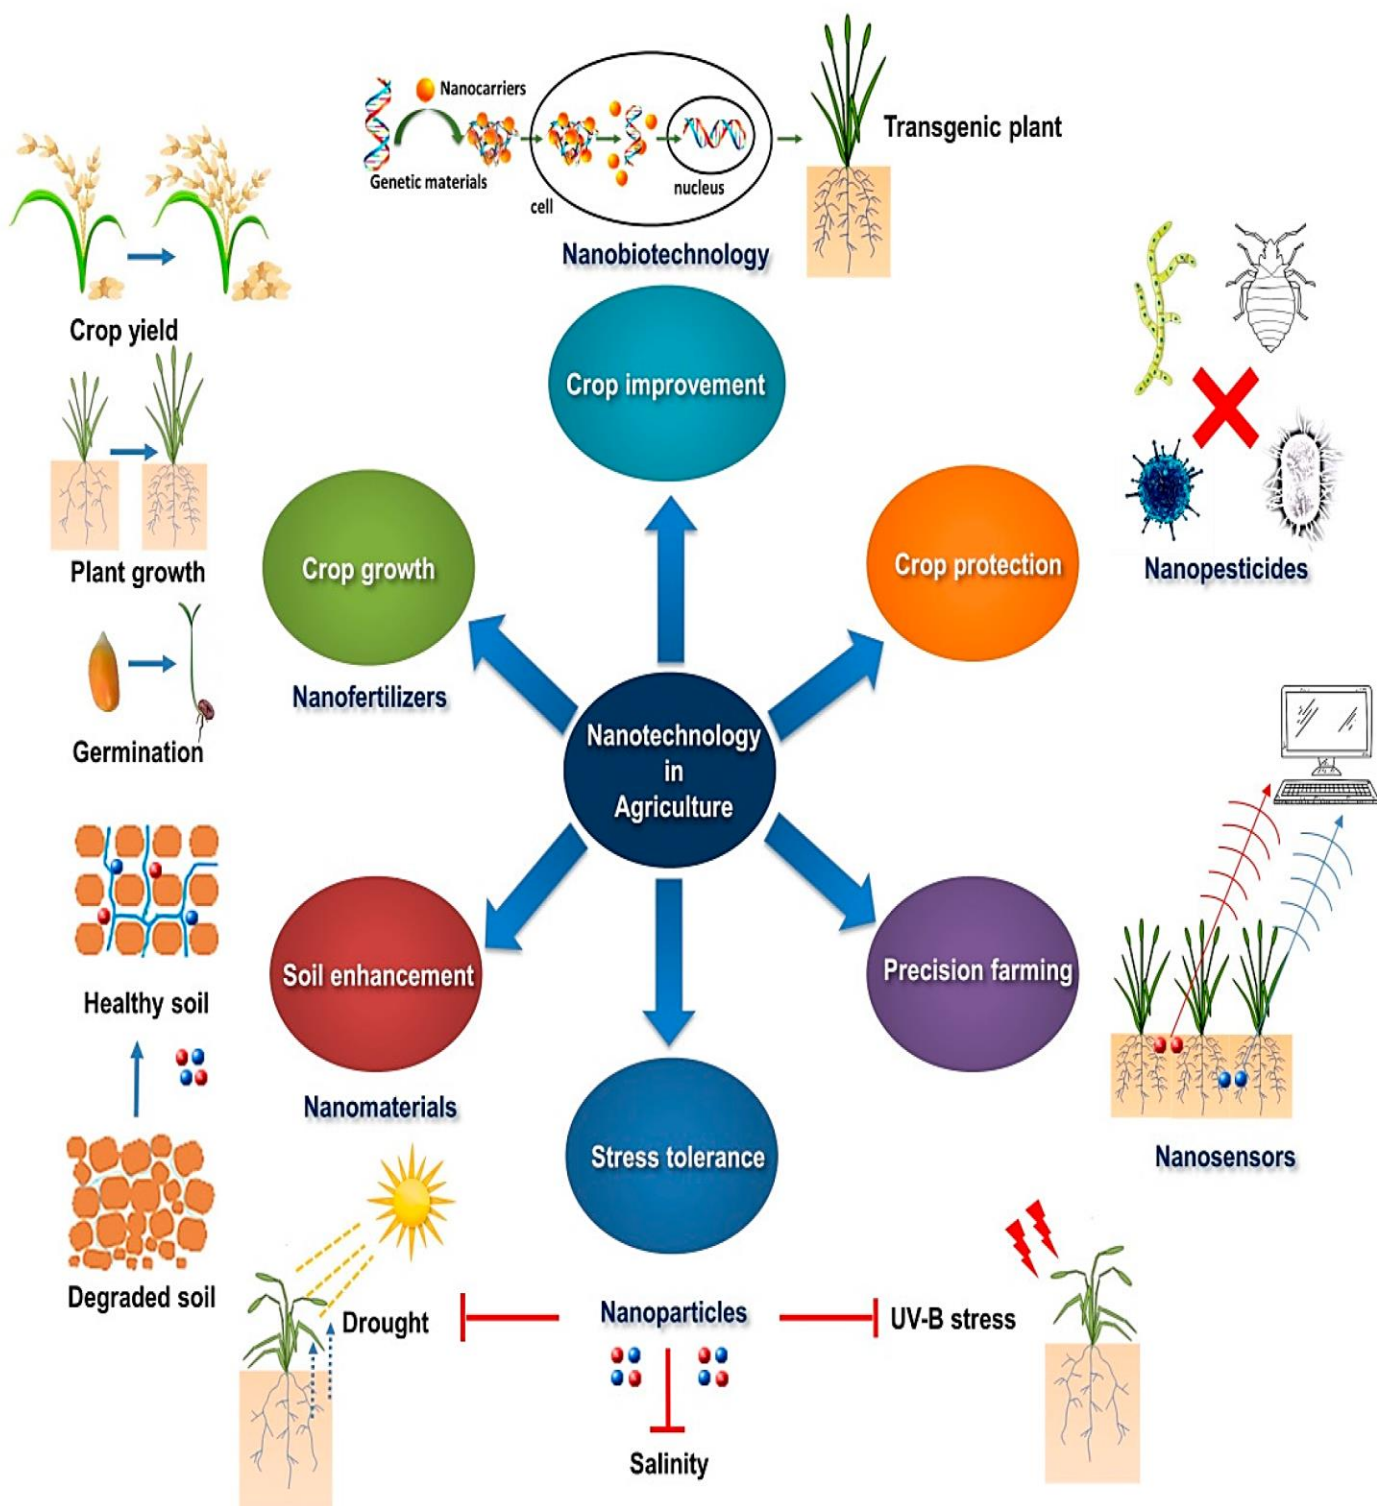 Nanocarriers
Genetic materials
cell
nucleus
Transgenic plant
Nanobiotechnology
Crop yield
Crop improvement
Plant growth
Crop growth
Crop protection
Nanopesticides
Nanofertilizers
Germination
Nanotechnology
in
Agriculture
Healthy soil
Soil enhancement
Precision farming
Nanomaterials
Stress tolerance
Nanosensors
Degraded soil
Drought
Nanoparticles
UV-B stress
Salinity